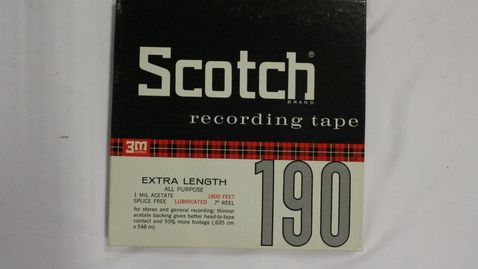 Scotch®
BRAND
recording tape
3M
190
EXTRA LENGTH
ALL PURPOSE
1 MIL ACETATE 1800 FEET
SPLICE FREE LUBRICATED 7" REEL
for stereo and general recording; thinner
acetate backing gives better head-to-tape
contact and 50% more footage (,635 cm
x 548 m)